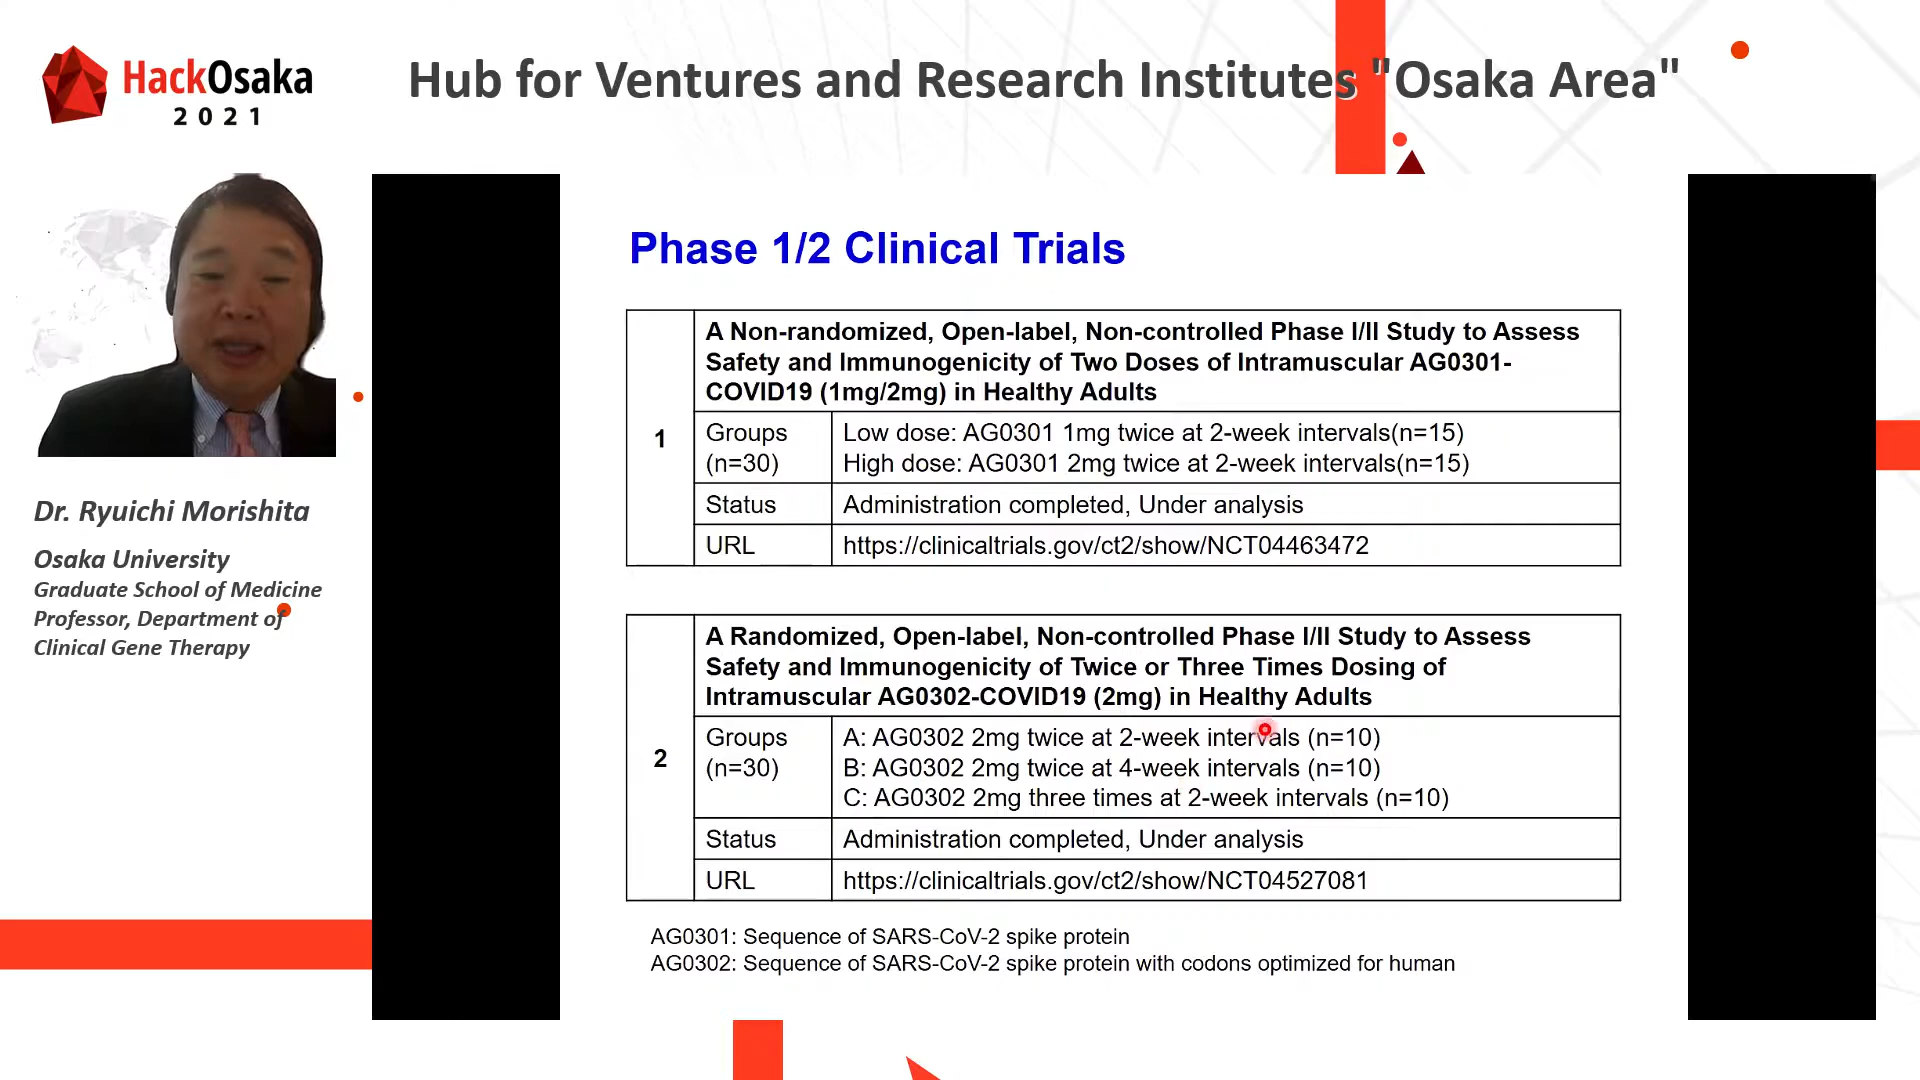 HackOsaka
2021
Hub for Ventures and Research Institutes "Osaka Area"
Dr. Ryuichi Morishita
Osaka University
Graduate School of Medicine
Professor, Department of
Clinical Gene Therapy
Phase 1/2 Clinical Trials
1
A Non-randomized, Open-label, Non-controlled Phase I/II Study to Assess
Safety and Immunogenicity of Two Doses of Intramuscular AG0301-
COVID19 (1mg/2mg) in Healthy Adults
Groups
(n=30)
Low dose: AG0301 1mg twice at 2-week intervals(n=15)
High dose: AG0301 2mg twice at 2-week intervals(n=15)
Status
Administration completed, Under analysis
URL
https://clinicaltrials.gov/ct2/show/NCT04463472
2
A Randomized, Open-label, Non-controlled Phase I/II Study to Assess
Safety and Immunogenicity of Twice or Three Times Dosing of
Intramuscular AG0302-COVID19 (2mg) in Healthy Adults
Groups
(n=30)
A: AG0302 2mg twice at 2-week intervals (n=10)
B: AG0302 2mg twice at 4-week intervals (n=10)
C: AG0302 2mg three times at 2-week intervals (n=10)
Status
Administration completed, Under analysis
URL
https://clinicaltrials.gov/ct2/show/NCT04527081
AG0301: Sequence of SARS-CoV-2 spike protein
AG0302: Sequence of SARS-CoV-2 spike protein with codons optimized for human